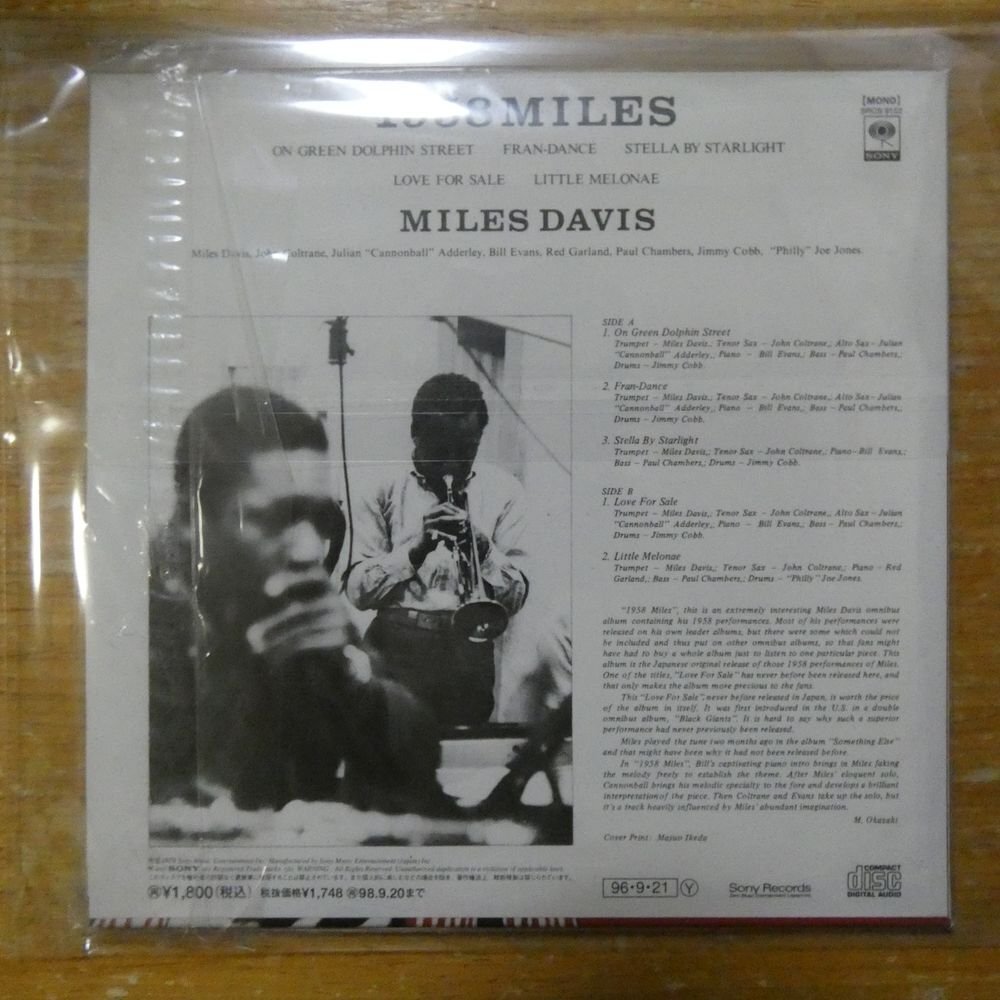 1958 MILES
[MONO]
ON GREEN DOLPHIN STREET FRAN-DANCE STELLA BY STARLIGHT
SONY
LOVE FOR SALE LITTLE MELONAE
MILES DAVIS
Miles Davis, John Coltrane, Julian "Cannonball" Adderley, Bill Evans, Red Garland, Paul Chambers, Jimmy Cobb, "Philly" Joe Jones.
SIDE A
1. On Green Dolphin Street
Trumpet – Miles Davis,; Tenor Sax – John Coltrane,; Alto Sax – Julian
"Cannonball" Adderley,; Piano – Bill Evans,; Bass – Paul Chambers,;
Drums – Jimmy Cobb.
2. Fran-Dance
Trumpet – Miles Davis,; Tenor Sax – John Coltrane,; Alto Sax – Julian
"Cannonball" Adderley,; Piano – Bill Evans,; Bass – Paul Chambers,;
Drums – Jimmy Cobb.
3. Stella By Starlight
Trumpet – Miles Davis,; Tenor Sax – John Coltrane,; Piano – Bill Evans,;
Bass – Paul Chambers,; Drums – Jimmy Cobb.
SIDE B
1. Love For Sale
Trumpet – Miles Davis,; Tenor Sax – John Coltrane,; Alto Sax – Julian
"Cannonball" Adderley,; Piano – Bill Evans,; Bass – Paul Chambers,;
Drums – Jimmy Cobb.
2. Little Melonae
Trumpet – Miles Davis,; Tenor Sax – John Coltrane,; Piano – Red
Garland,; Bass – Paul Chambers,; Drums – "Philly" Joe Jones.
"1958 Miles", this is an extremely interesting Miles Davis omnibus
album containing his 1958 performances. Most of his performances were
released on his own leader albums, but there were some which could not
be included and thus put on other omnibus albums, so that fans might
have had to buy a whole album just to listen to one particular piece. This
album is the Japanese original release of those 1958 performances of Miles.
One of the titles, "Love For Sale" has never before been released here, and
that only makes the album more precious to the fans.
This "Love For Sale", never before released in Japan, is worth the price
of the album in itself. It was first introduced in the U.S. in a double
omnibus album, "Black Giants". It is hard to say why such a superior
performance had never previously been released.
Miles played the tune two months ago in the album "Something Else"
and that might have been why it had not been released before.
In "1958 Miles", Bill's captivating piano intro brings in Miles faking
the melody freely to establish the theme. After Miles' eloquent solo,
Cannonball brings his melodic specialty to the fore and develops a brilliant
interpretation of the piece. Then Coltrane and Evans take up the solo, but
it's a track heavily influenced by Miles' abundant imagination.
M. Okazaki
Cover Print: Masuo Ikeda
¥1,800(税込) 税抜価格¥1,748 98.9.20まで
96・9・21 Y Sony Records
COMPACT
disc
DIGITAL AUDIO